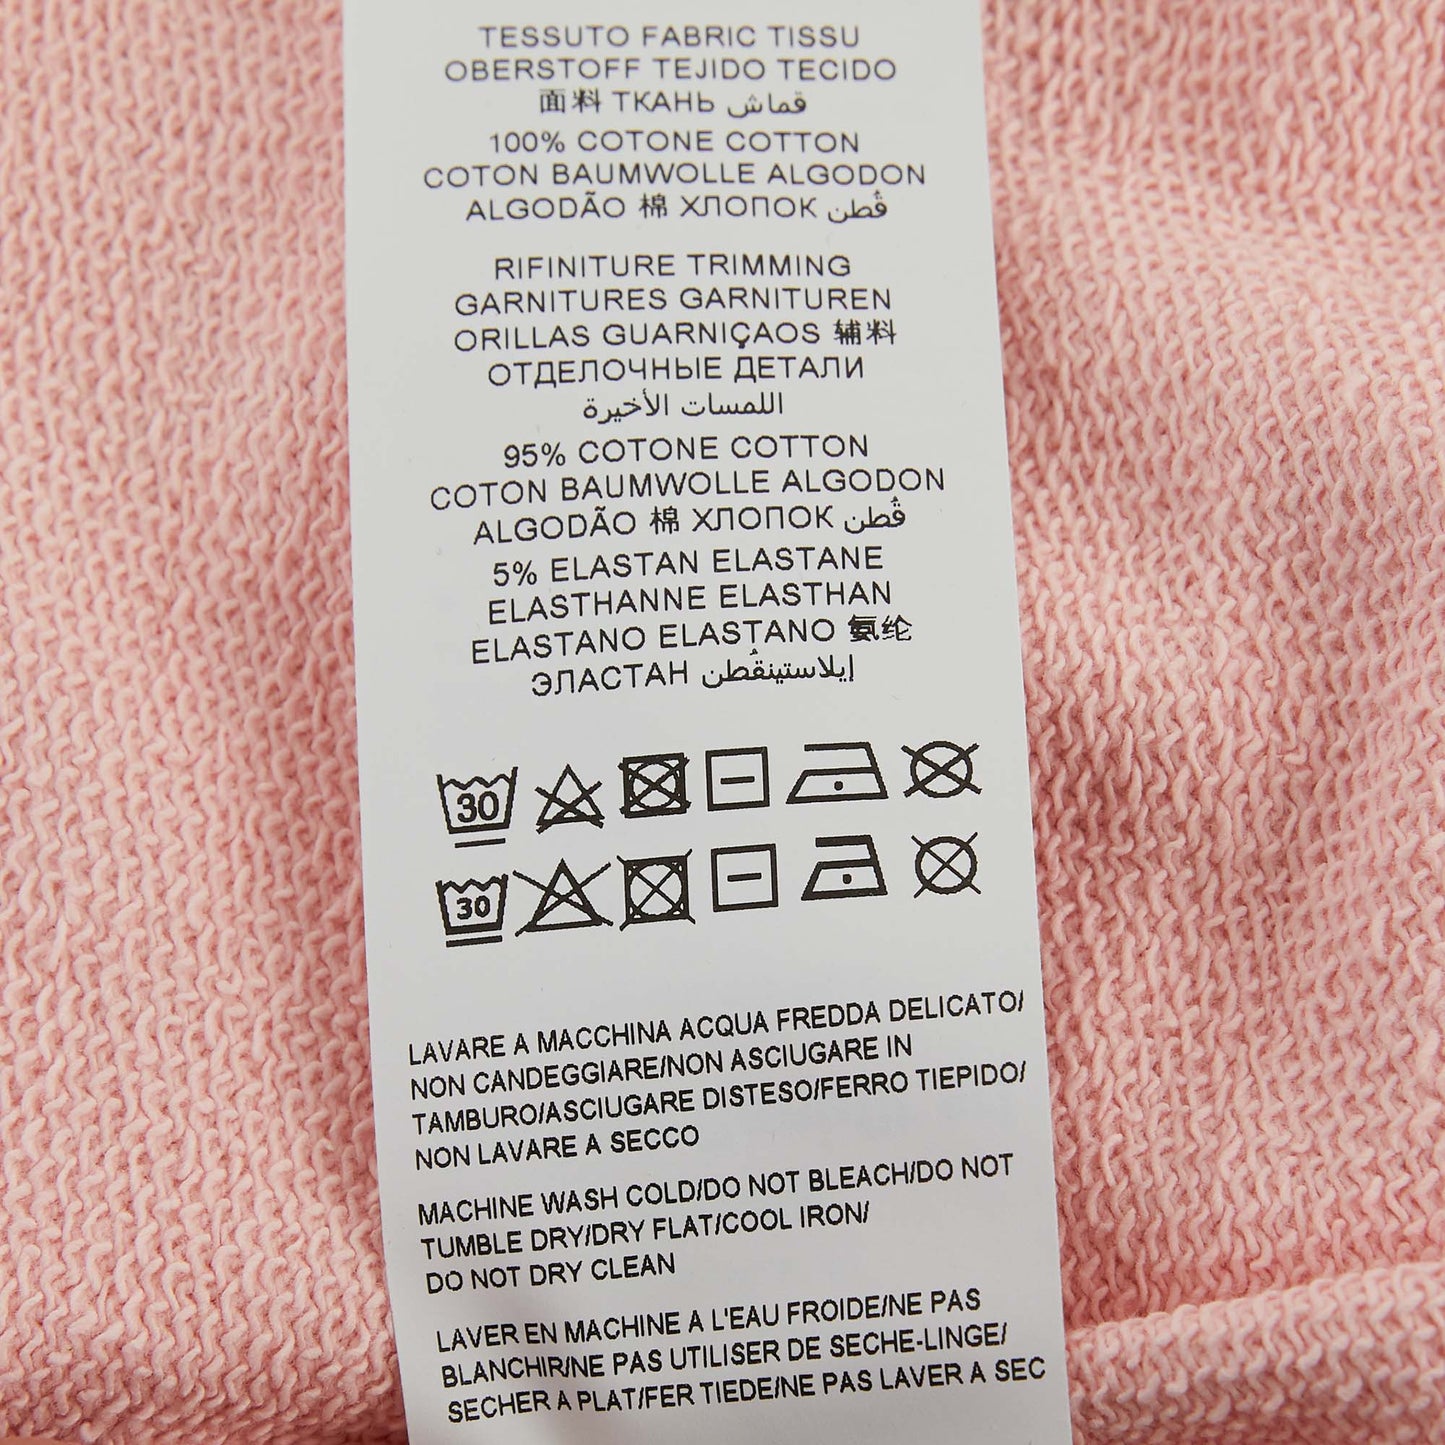 TESSUTO FABRIC TISSU
OBERSTOFF TEJIDO TECIDO
面料 ТКАНЬ قماش
100% COTONE COTTON
COTON BAUMWOLLE ALGODON
ALGODÃO 棉 ХЛОПОК قُطن
RIFINITURE TRIMMING
GARNITURES GARNITUREN
ORILLAS GUARNIÇAOS 辅料
ОТДЕЛОЧНЫЕ ДЕТАЛИ
اللمسات الأخيرة
95% COTONE COTTON
COTON BAUMWOLLE ALGODON
ALGODÃO 棉 ХЛОПОК قُطن
5% ELASTAN ELASTANE
ELASTHANNE ELASTHAN
ELASTANO ELASTANO 氨纶
ЭЛАСТАН إيلاستينقُطن
30
30
LAVARE A MACCHINA ACQUA FREDDA DELICATO/
NON CANDEGGIARE/NON ASCIUGARE IN
TAMBURO/ASCIUGARE DISTESO/FERRO TIEPIDO/
NON LAVARE A SECCO
MACHINE WASH COLD/DO NOT BLEACH/DO NOT
TUMBLE DRY/DRY FLAT/COOL IRON/
DO NOT DRY CLEAN
LAVER EN MACHINE A L'EAU FROIDE/NE PAS
BLANCHIR/NE PAS UTILISER DE SECHE-LINGE/
SECHER A PLAT/FER TIEDE/NE PAS LAVER A SEC